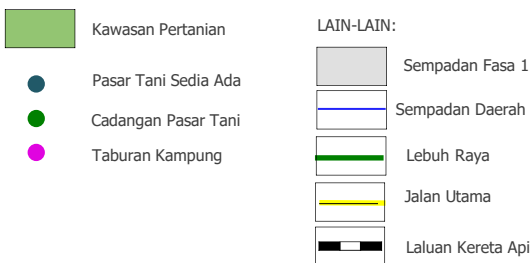 Kawasan Pertanian
Pasar Tani Sedia Ada
Cadangan Pasar Tani
Taburan Kampung
LAIN-LAIN:
Sempadan Fasa 1
Sempadan Daerah
Lebuh Raya
Jalan Utama
Laluan Kereta Api